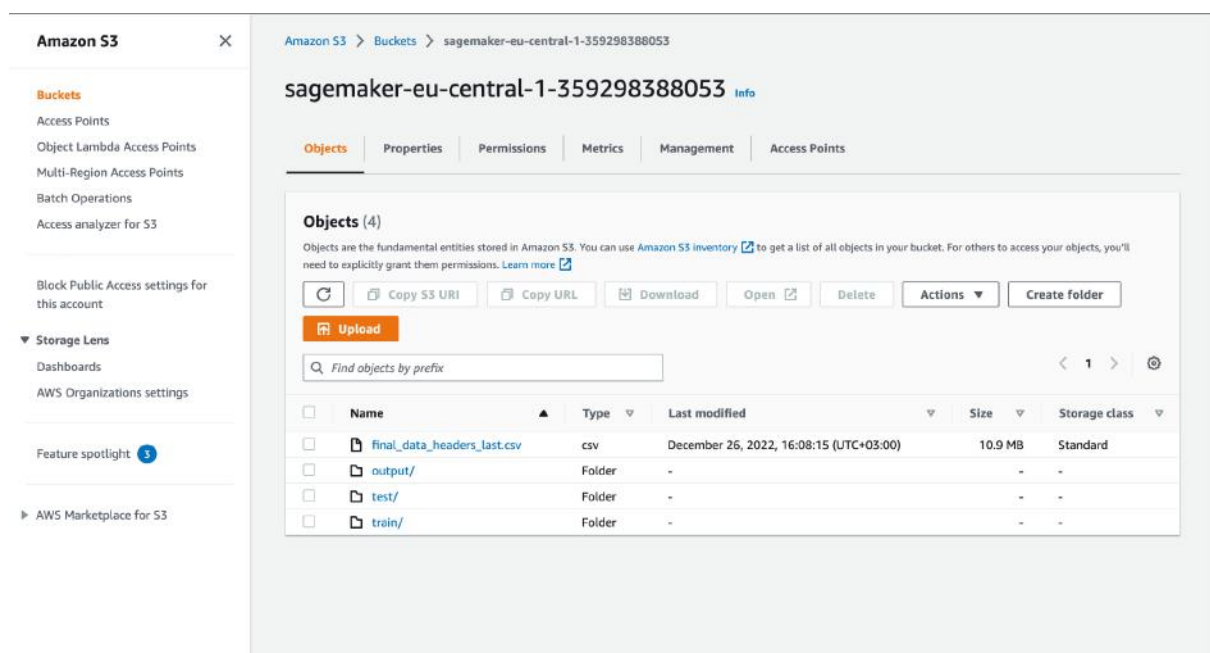 Amazon S3
Buckets
Access Points
Object Lambda Access Points
Multi-Region Access Points
Batch Operations
Access analyzer for S3
Block Public Access settings for
this account
Storage Lens
Dashboards
AWS Organizations settings
Feature spotlight 3
AWS Marketplace for S3
Amazon S3 > Buckets > sagemaker-eu-central-1-359298388053
sagemaker-eu-central-1-359298388053 Info
Objects Properties Permissions Metrics Management Access Points
Objects (4)
Objects are the fundamental entities stored in Amazon S3. You can use Amazon S3 inventory to get a list of all objects in your bucket. For others to access your objects, you'll
need to explicitly grant them permissions. Learn more
Copy S3 URI Copy URL Download Open Delete Actions Create folder
Upload
Find objects by prefix
< 1 >
Name Type Last modified Size Storage class
final_data_headers_last.csv csv December 26, 2022, 16:08:15 (UTC+03:00) 10.9 MB Standard
output/ Folder - - -
test/ Folder - - -
train/ Folder - - -